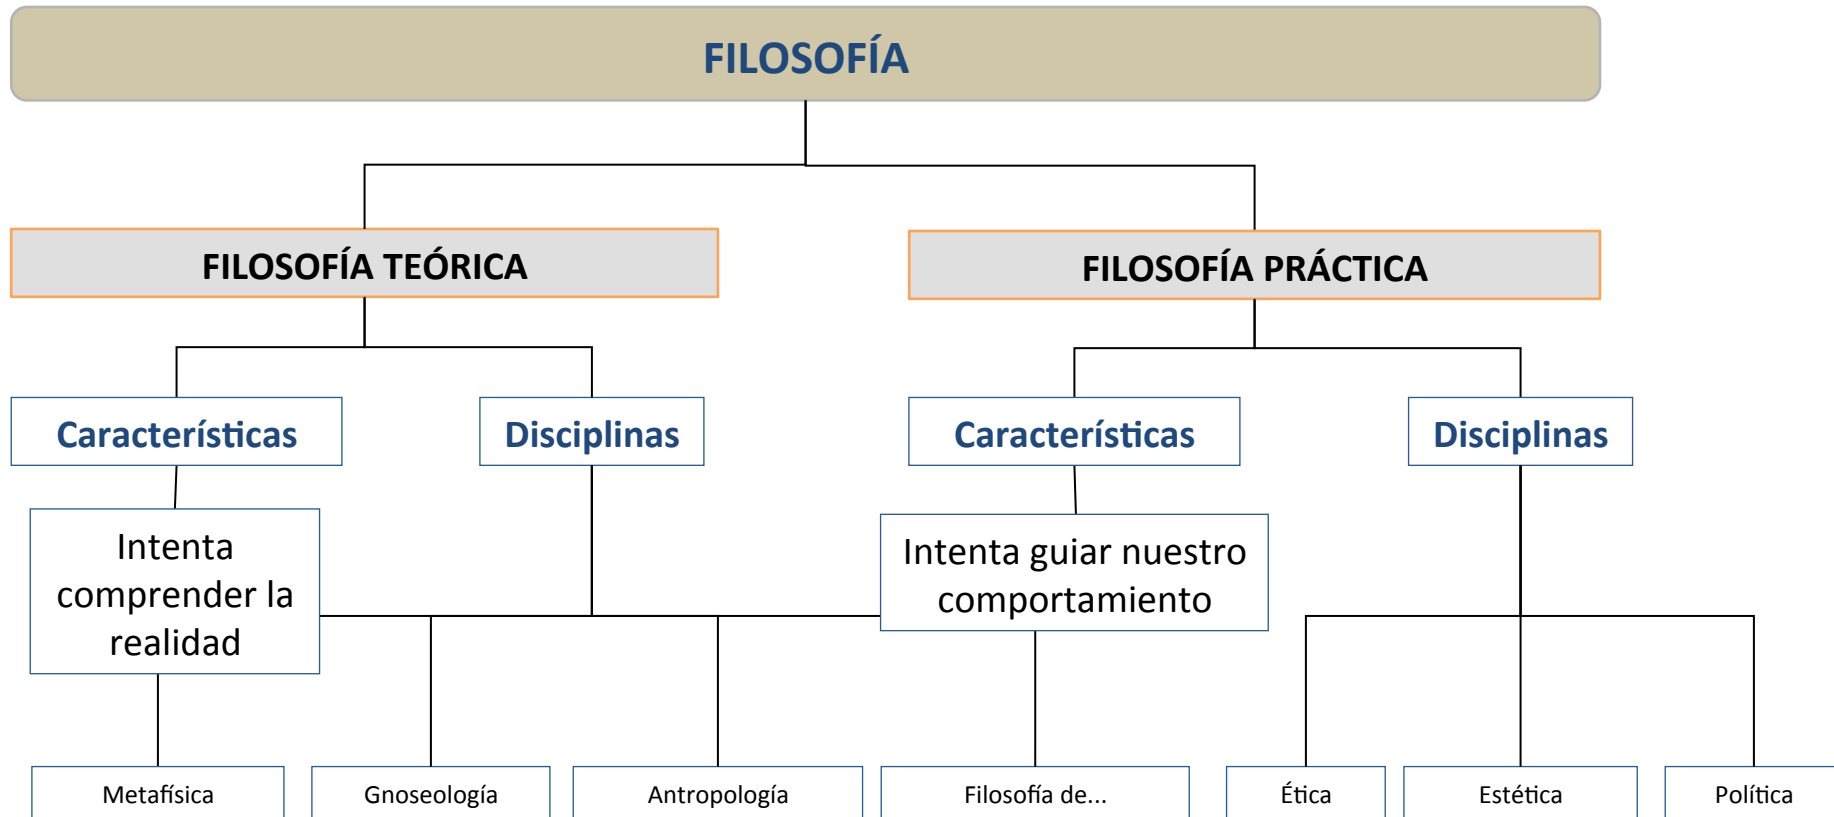 FILOSOFÍA
FILOSOFÍA TEÓRICA
FILOSOFÍA PRÁCTICA
Características
Disciplinas
Características
Disciplinas
Intenta
comprender la
realidad
Intenta guiar nuestro
comportamiento
Metafísica
Gnoseología
Antropología
Filosofía de...
Ética
Estética
Política